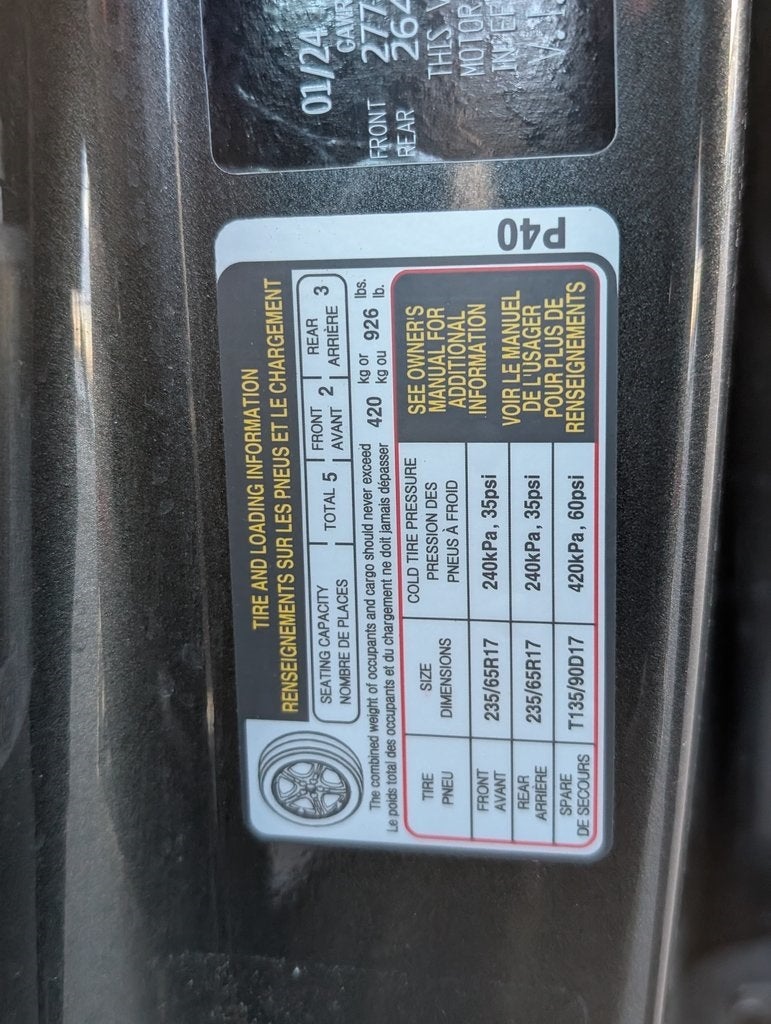 01/24
FRONT 277
REAR 264
THIS
MOTOR
P40
TIRE AND LOADING INFORMATION
RENSEIGNEMENTS SUR LES PNEUS ET LE CHARGEMENT
SEATING CAPACITY
NOMBRE DE PLACES
TOTAL 5
FRONT
AVANT 2
REAR
ARRIÈRE 3
The combined weight of occupants and cargo should never exceed 420 kg or 926 lbs.
Le poids total des occupants et du chargement ne doit jamais dépasser kg ou lb.
TIRE SIZE COLD TIRE PRESSURE
PNEU DIMENSIONS PRESSION DES
PNEUS À FROID
FRONT
AVANT 235/65R17 240kPa, 35psi
REAR
ARRIÈRE 235/65R17 240kPa, 35psi
SPARE
DE SECOURS T135/90D17 420kPa, 60psi
SEE OWNER'S
MANUAL FOR
ADDITIONAL
INFORMATION
VOIR LE MANUEL
DE L'USAGER
POUR PLUS DE
RENSEIGNEMENTS